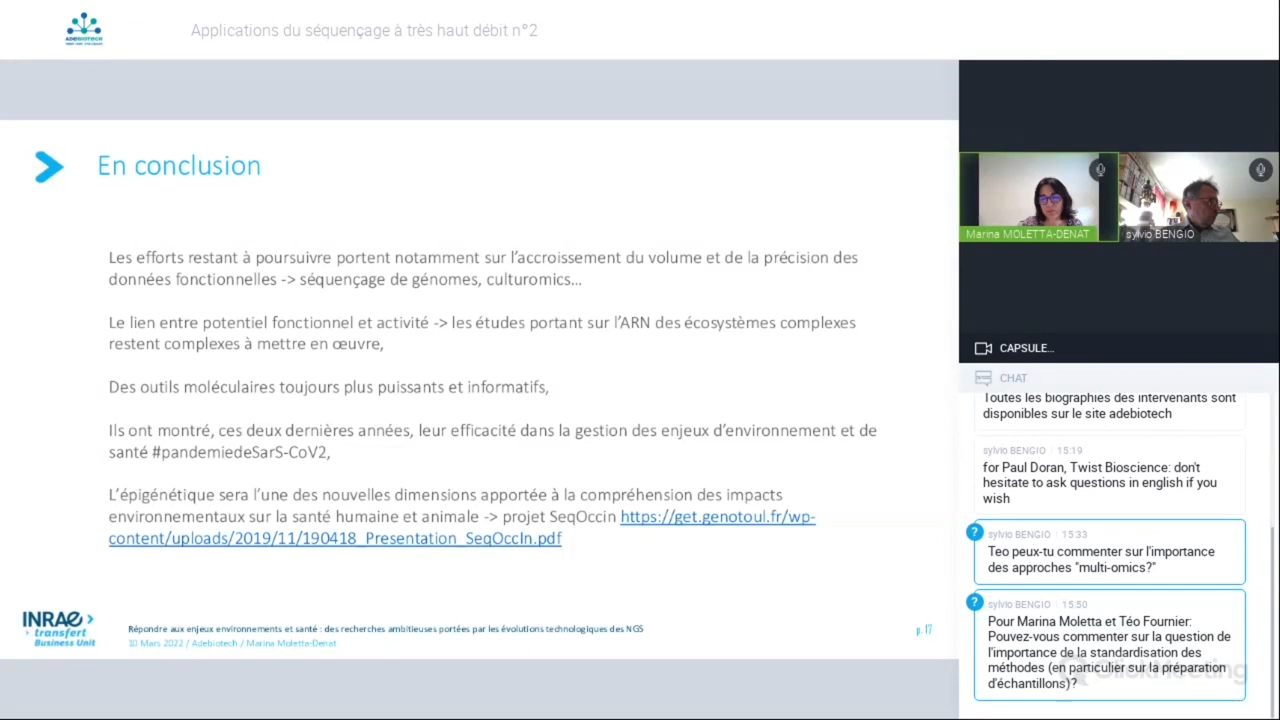 ADEBIOTECH
Applications du séquençage à très haut débit n°2
En conclusion
Les efforts restant à poursuivre portent notamment sur l'accroissement du volume et de la précision des
données fonctionnelles -> séquençage de génomes, culturomics...
Le lien entre potentiel fonctionnel et activité -> les études portant sur l'ARN des écosystèmes complexes
restent complexes à mettre en œuvre,
Des outils moléculaires toujours plus puissants et informatifs,
Ils ont montré, ces deux dernières années, leur efficacité dans la gestion des enjeux d'environnement et de
santé #pandemiedeSarS-CoV2,
L'épigénétique sera l'une des nouvelles dimensions apportée à la compréhension des impacts
environnementaux sur la santé humaine et animale -> projet SeqOccin https://get.genotoul.fr/wp-
content/uploads/2019/11/190418_Presentation_SeqOccIn.pdf
INRAE
transfert
Business Unit
Répondre aux enjeux environnements et santé : des recherches ambitieuses portées par les évolutions technologiques des NGS
10 Mars 2022 / Adebiotech / Marina Moletta-Denat
p. 17
Marina MOLETTA-DENAT
sylvio BENGIO
CAPSULE...
CHAT
Toutes les biographies des intervenants sont
disponibles sur le site adebiotech
sylvio BENGIO 15:19
for Paul Doran, Twist Bioscience: don't
hesitate to ask questions in english if you
wish
?
sylvio BENGIO 15:33
Teo peux-tu commenter sur l'importance
des approches "multi-omics?"
?
sylvio BENGIO 15:50
Pour Marina Moletta et Téo Fournier:
Pouvez-vous commenter sur la question de
l'importance de la standardisation des
méthodes (en particulier sur la préparation
d'échantillons)?
ClickMeeting